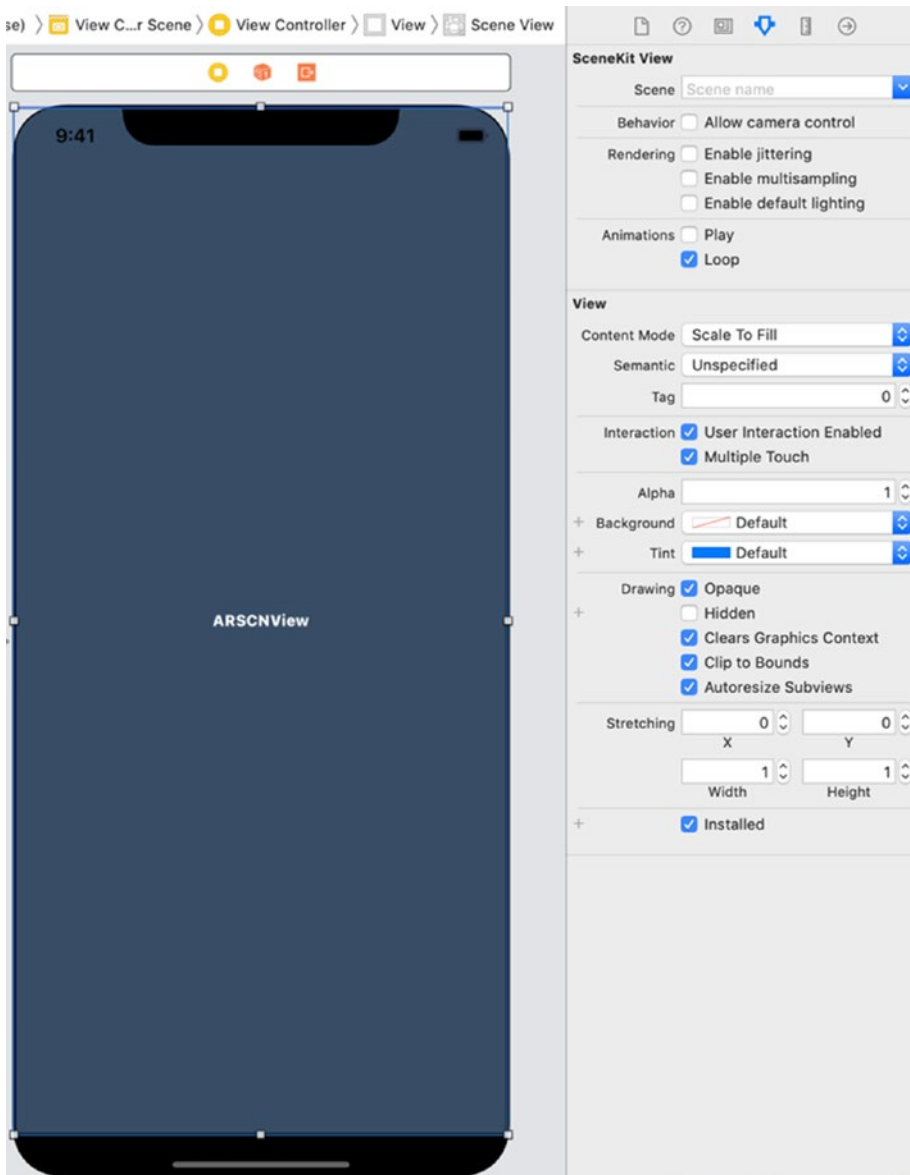 se) 〉 View C...r Scene 〉 View Controller 〉 View 〉 Scene View
9:41
ARSCNView
SceneKit View
Scene Scene name
Behavior Allow camera control
Rendering Enable jittering
Enable multisampling
Enable default lighting
Animations Play
Loop
View
Content Mode Scale To Fill
Semantic Unspecified
Tag 0
Interaction User Interaction Enabled
Multiple Touch
Alpha 1
+ Background Default
+ Tint Default
Drawing Opaque
+ Hidden
Clears Graphics Context
Clip to Bounds
Autoresize Subviews
Stretching 0 0
X Y
1 1
Width Height
+ Installed